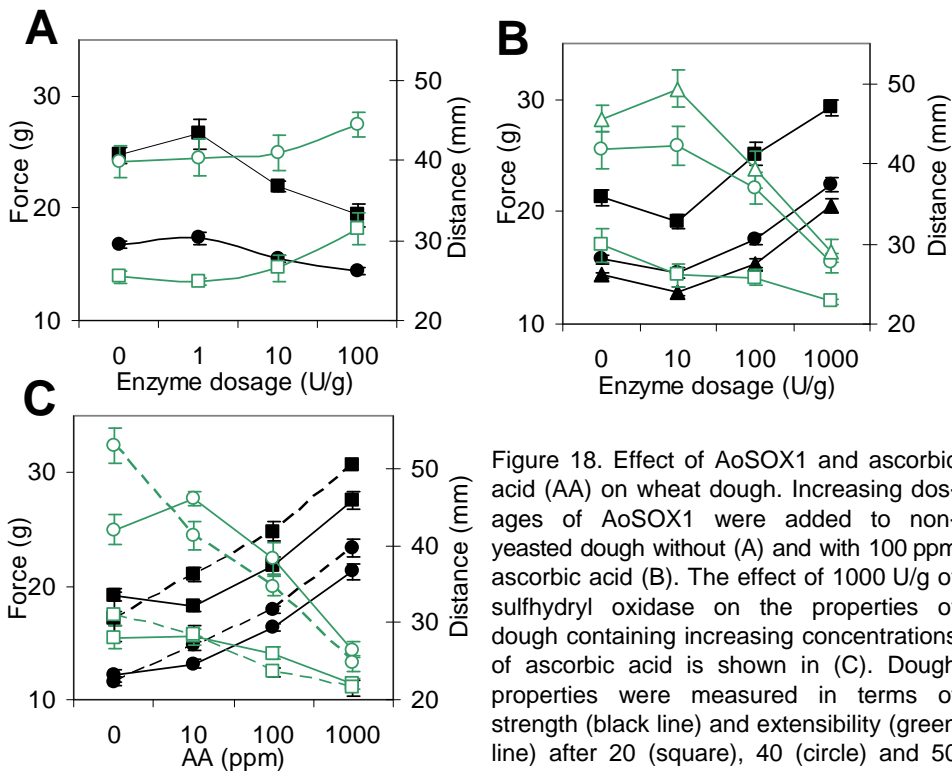 A
Force (g)
30
20
10
50
40
30
20
Distance (mm)
0 1 10 100
Enzyme dosage (U/g)
B
Force (g)
30
20
10
50
40
30
20
Distance (mm)
0 10 100 1000
Enzyme dosage (U/g)
C
Force (g)
30
20
10
50
40
30
20
Distance (mm)
0 10 100 1000
AA (ppm)
Figure 18. Effect of AoSOX1 and ascorbic
acid (AA) on wheat dough. Increasing dos-
ages of AoSOX1 were added to non-
yeasted dough without (A) and with 100 ppm
ascorbic acid (B). The effect of 1000 U/g o
sulfhydryl oxidase on the properties o
dough containing increasing concentrations
of ascorbic acid is shown in (C). Dough
properties were measured in terms o
strength (black line) and extensibility (green
line) after 20 (square), 40 (circle) and 50